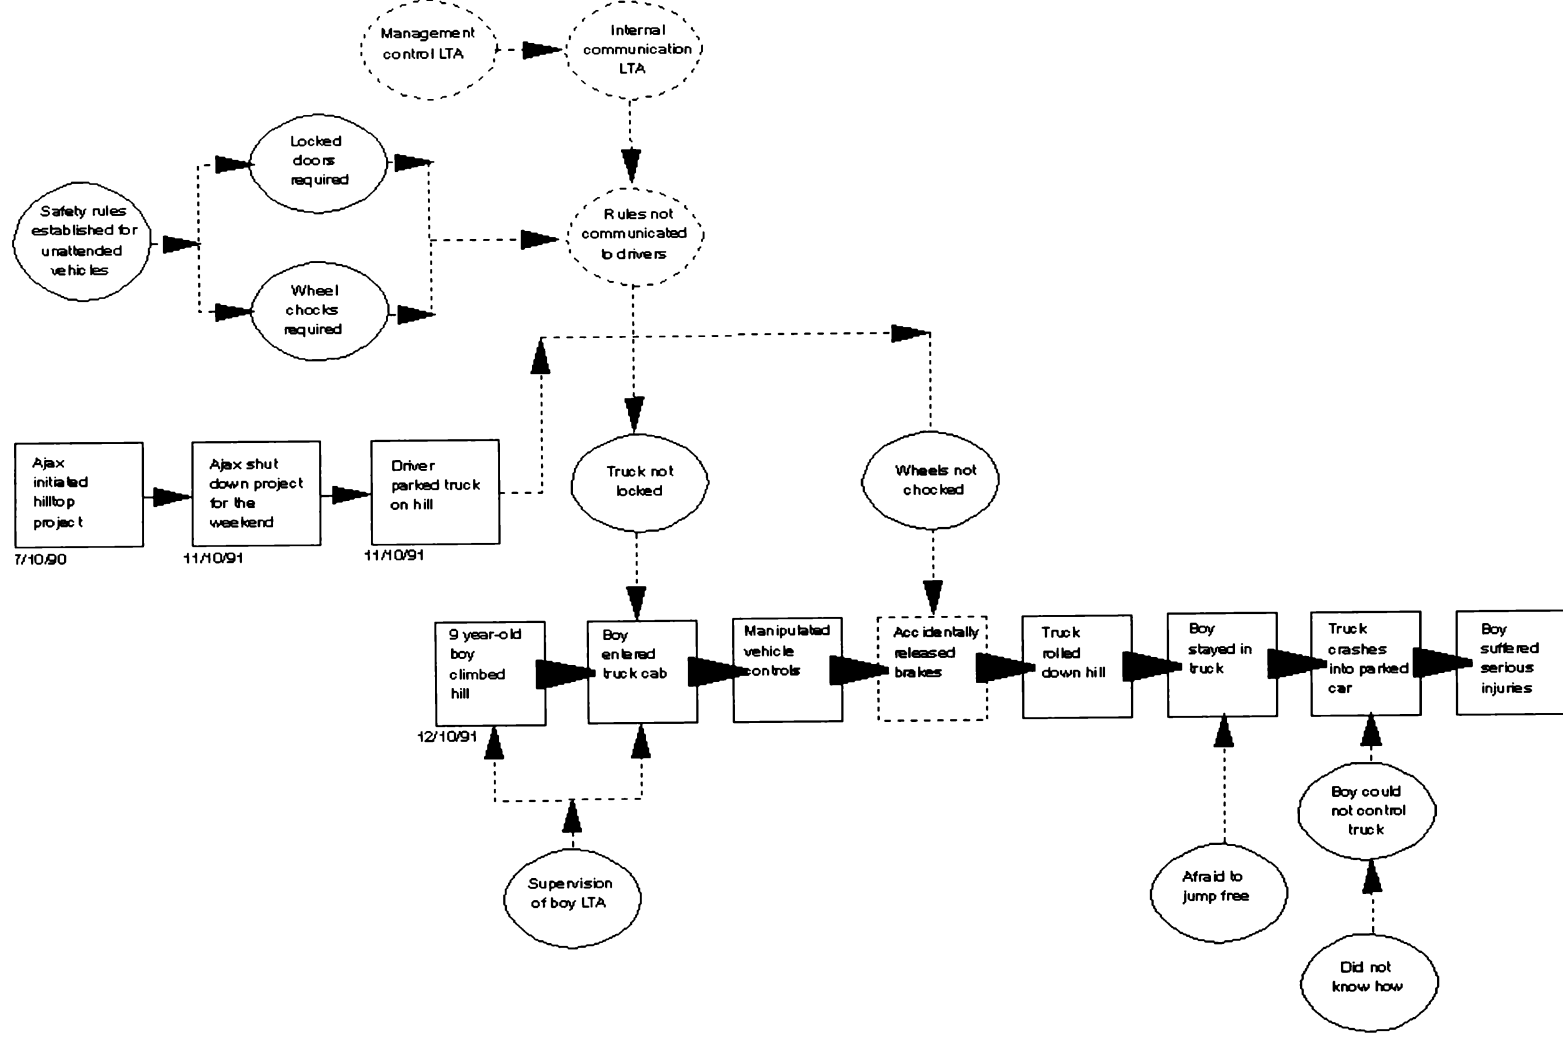 Management
control LTA
Internal
communication
LTA
Locked
doors
required
Safety rules
established for
unattended
vehicles
Rules not
communicated
to drivers
Wheel
chocks
required
Ajax
initiated
hilltop
project
7/10/90
Ajax shut
down project
for the
weekend
11/10/91
Driver
parked truck
on hill
11/10/91
Truck not
locked
Wheels not
chocked
9 year-old
boy
climbed
hill
12/10/91
Boy
entered
truck cab
Manipulated
vehicle
controls
Accidentally
released
brakes
Truck
rolled
down hill
Boy
stayed in
truck
Truck
crashes
into parked
car
Boy
suffered
serious
injuries
Supervision
of boy LTA
Afraid to
jump free
Boy could
not control
truck
Did not
know how